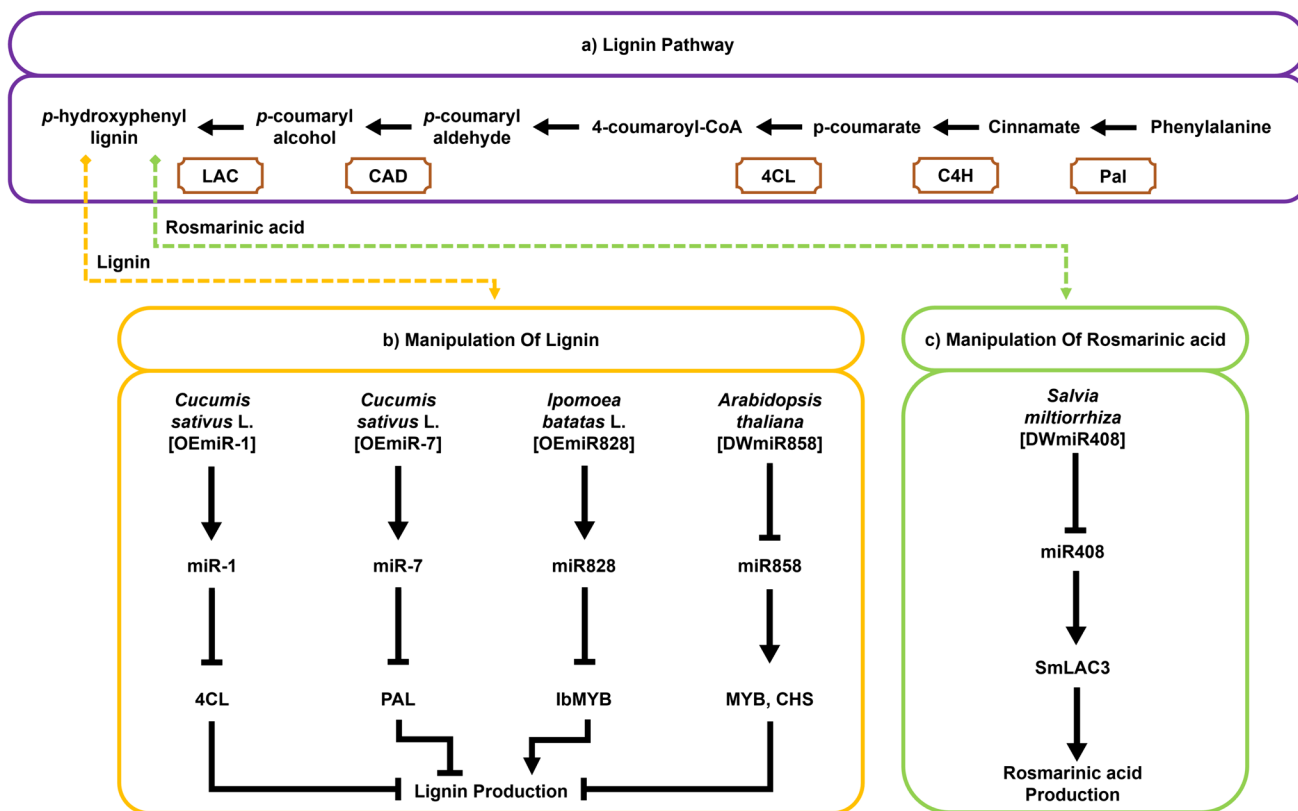 a) Lignin Pathway
p-hydroxyphenyl
lignin
p-coumaryl
alcohol
p-coumaryl
aldehyde
4-coumaroyl-CoA
p-coumarate
Cinnamate
Phenylalanine
LAC
CAD
4CL
C4H
Pal
Rosmarinic acid
Lignin
b) Manipulation Of Lignin
Cucumis
sativus L.
[OEmiR-1]
Cucumis
sativus L.
[OEmiR-7]
Ipomoea
batatas L.
[OEmiR828]
Arabidopsis
thaliana
[DWmiR858]
miR-1
miR-7
miR828
miR858
4CL
PAL
IbMYB
MYB, CHS
Lignin Production
c) Manipulation Of Rosmarinic acid
Salvia
miltiorrhiza
[DWmiR408]
miR408
SmLAC3
Rosmarinic acid
Production